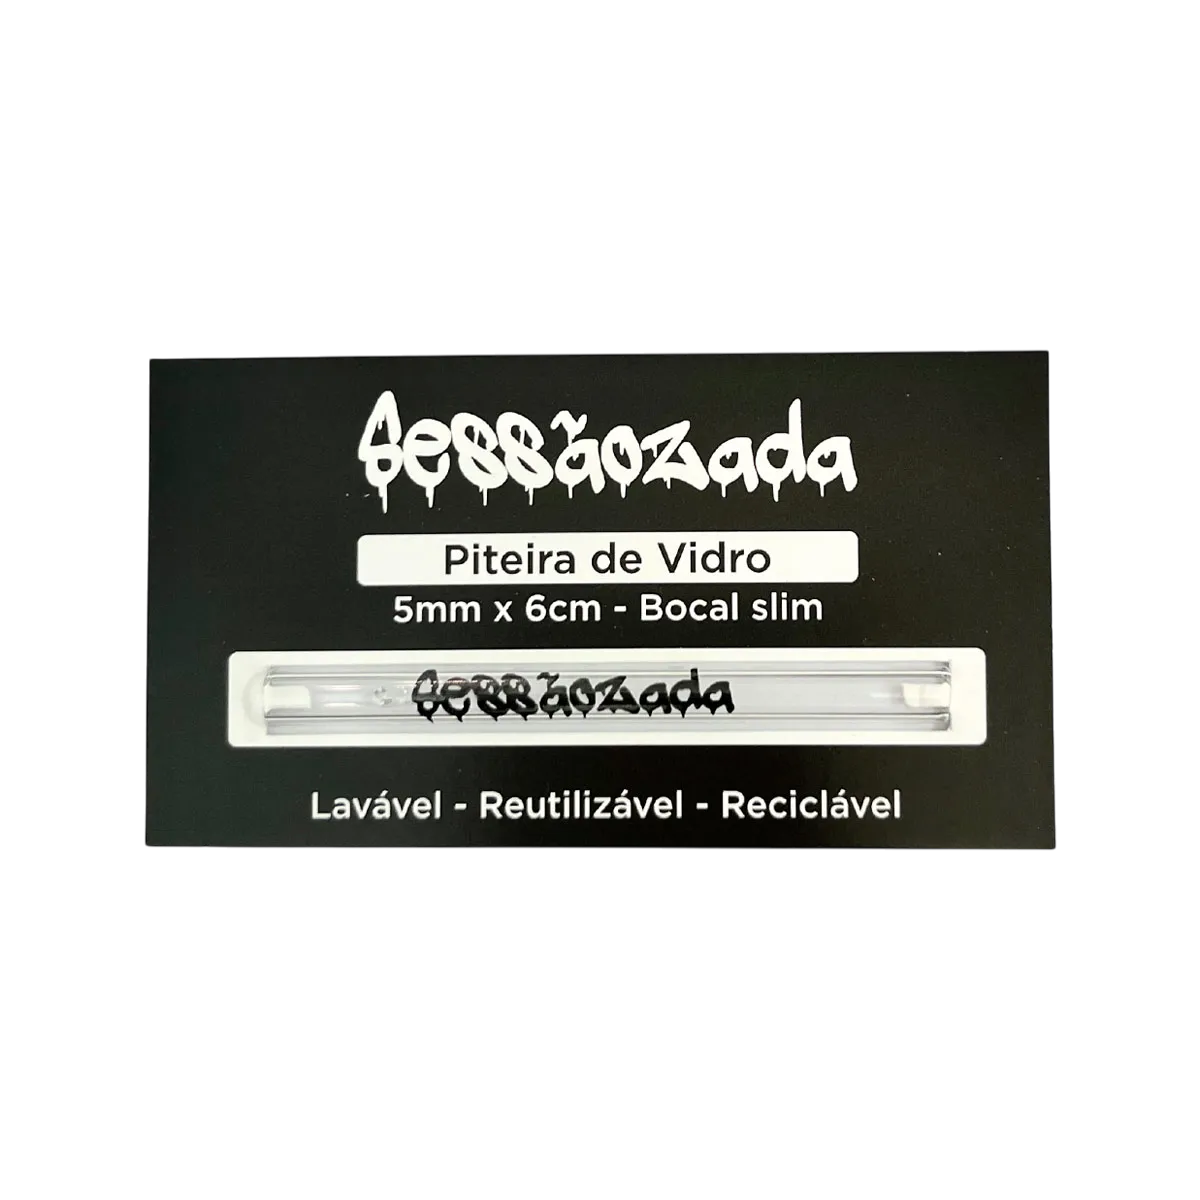 Sessãozada
Piteira de Vidro
5mm x 6cm - Bocal slim
Sessãozada
Lavável - Reutilizável - Reciclável